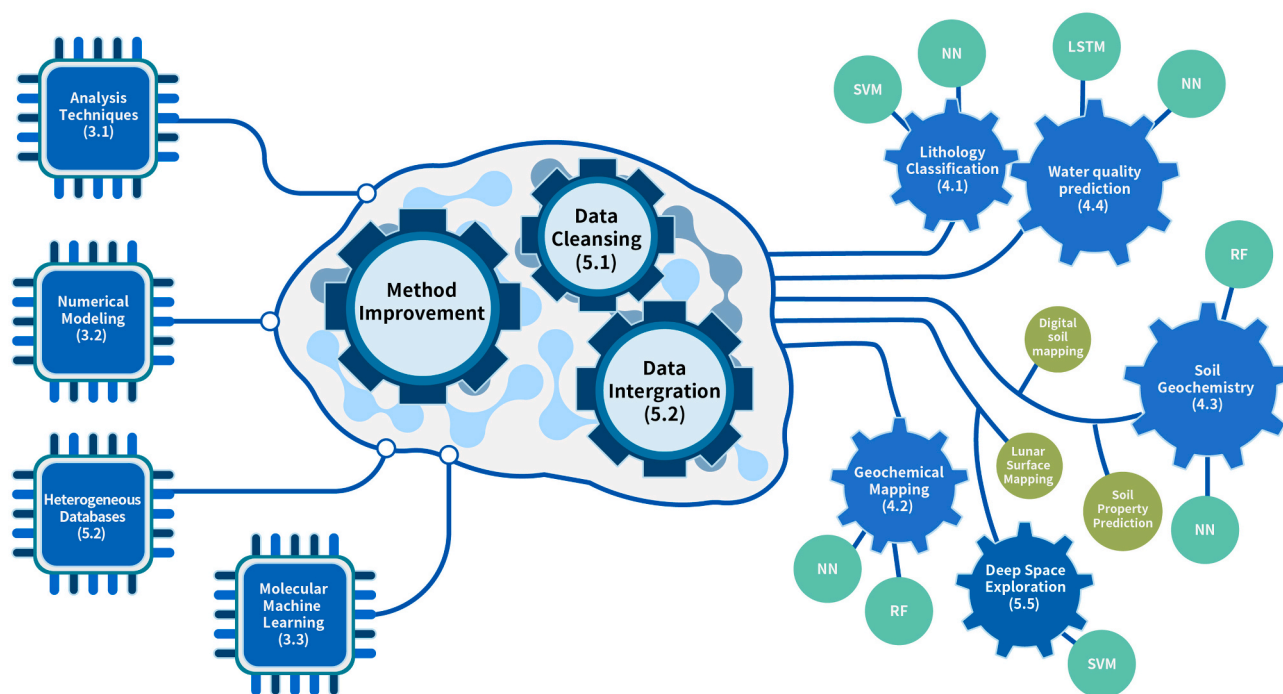 Analysis
Techniques
(3.1)
Numerical
Modeling
(3.2)
Heterogeneous
Databases
(5.2)
Molecular
Machine
Learning
(3.3)
Method
Improvement
Data
Cleansing
(5.1)
Data
Intergration
(5.2)
SVM
NN
Lithology
Classification
(4.1)
LSTM
NN
Water quality
prediction
(4.4)
RF
Digital
soil
mapping
Soil
Geochemistry
(4.3)
Lunar
Surface
Mapping
Soil
Property
Prediction
NN
Geochemical
Mapping
(4.2)
NN
RF
Deep Space
Exploration
(5.5)
SVM